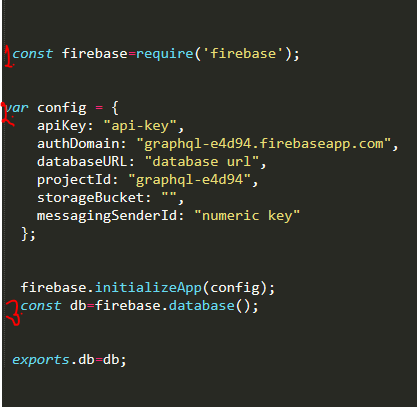 1. const firebase=require('firebase');
2. var config = {
apiKey: "api-key",
authDomain: "graphql-e4d94.firebaseapp.com",
databaseURL: "database url",
projectId: "graphql-e4d94",
storageBucket: "",
messagingSenderId: "numeric key"
};
firebase.initializeApp(config);
3 const db=firebase.database();
exports.db=db;